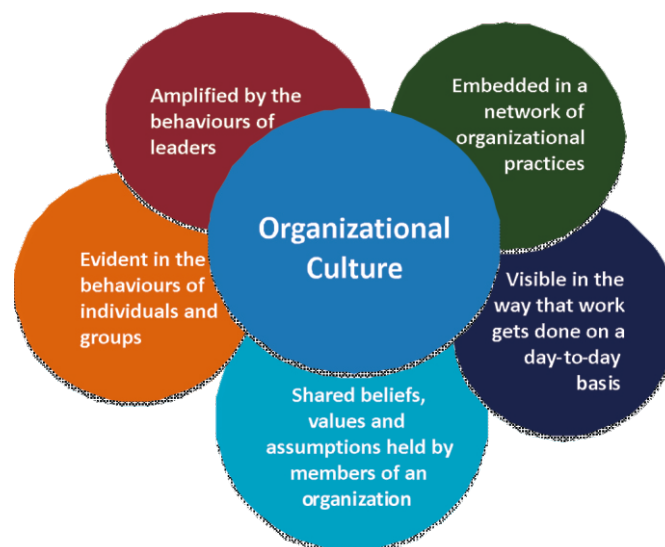 Amplified by the
behaviours of
leaders
Embedded in a
network of
organizational
practices
Organizational
Culture
Evident in the
behaviours of
individuals and
groups
Visible in the
way that work
gets done on a
day-to-day
basis
Shared beliefs,
values and
assumptions held by
members of an
organization